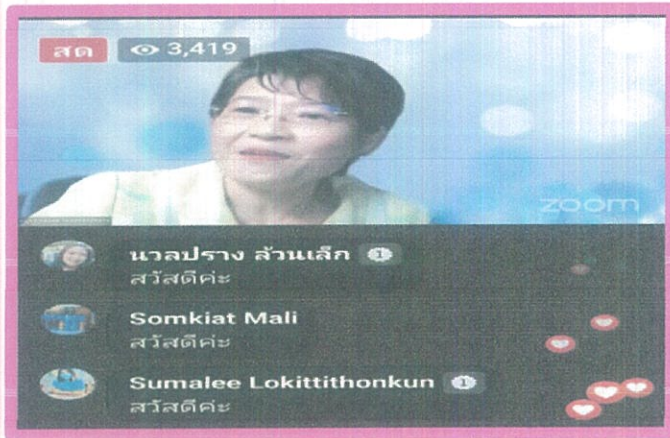 สด 3,419
zoom
นวลปราง ล้วนเล็ก
สวัสดีค่ะ
Somkiat Mali
สวัสดีค่ะ
Sumalee Lokittithonkun
สวัสดีค่ะ